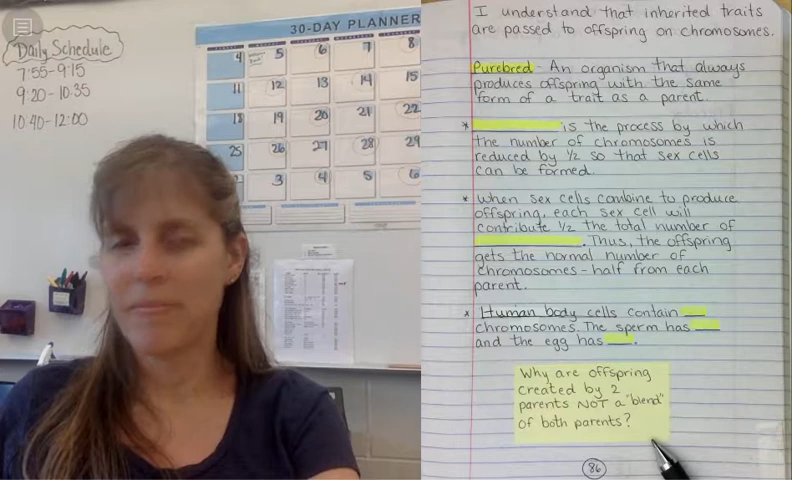 Daily Schedule
7:55-9:15
9:20-10:35
10:40-12:00
30-DAY PLANNER
4 5 6 7 8
11 12 13 14 15
18 19 20 21 22
25 26 27 28 29
3 4 5 6
I understand that inherited traits
are passed to offspring on chromosomes.
Purebred - An organism that always
produces offspring with the same
form of a trait as a parent.
* is the process by which
the number of chromosomes is
reduced by 1/2 so that sex cells
can be formed.
* When sex cells combine to produce
offspring, each sex cell will
contribute 1/2 the total number of
. Thus, the offspring
gets the normal number of
chromosomes - half from each
parent.
* Human body cells contain
chromosomes. The sperm has
and the egg has .
Why are offspring
created by 2
parents NOT a "blend"
of both parents?
86